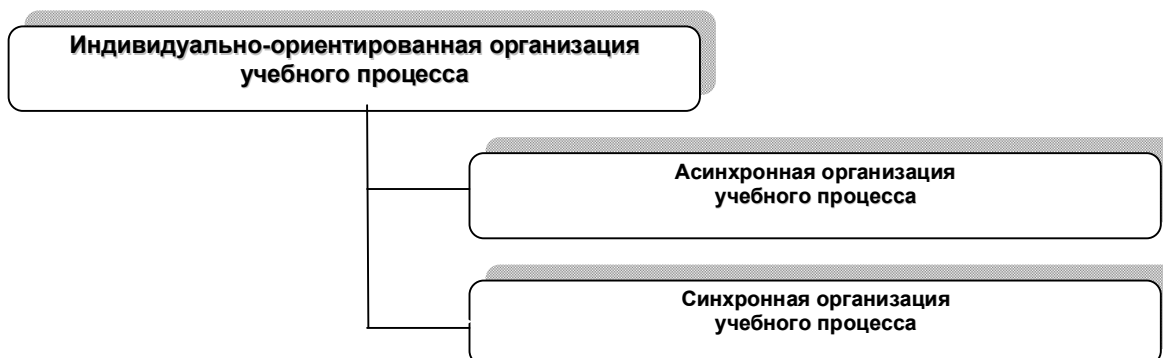 Индивидуально-ориентированная организация
учебного процесса
Асинхронная организация
учебного процесса
Синхронная организация
учебного процесса